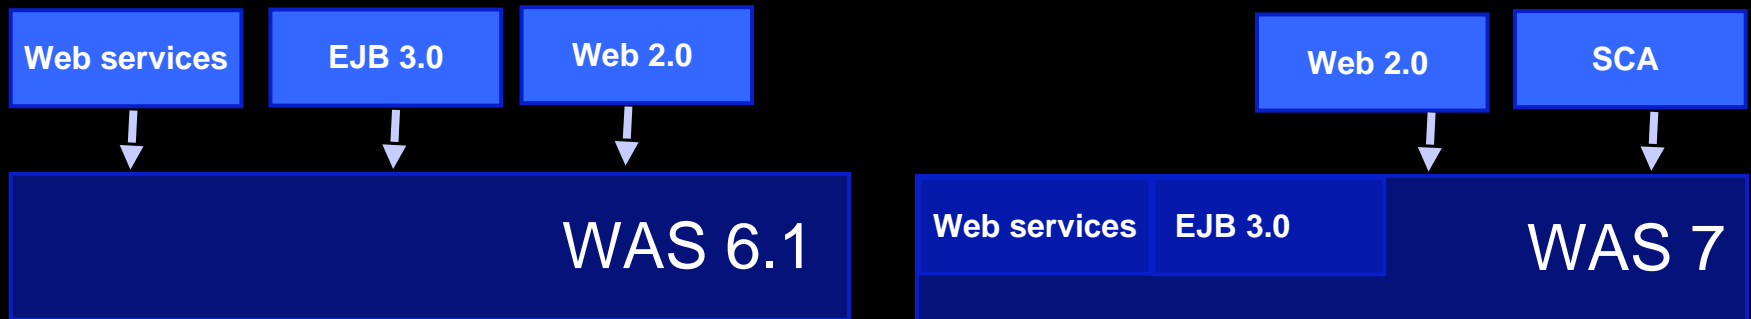 Web services
EJB 3.0
Web 2.0
WAS 6.1
Web 2.0
SCA
Web services
EJB 3.0
WAS 7